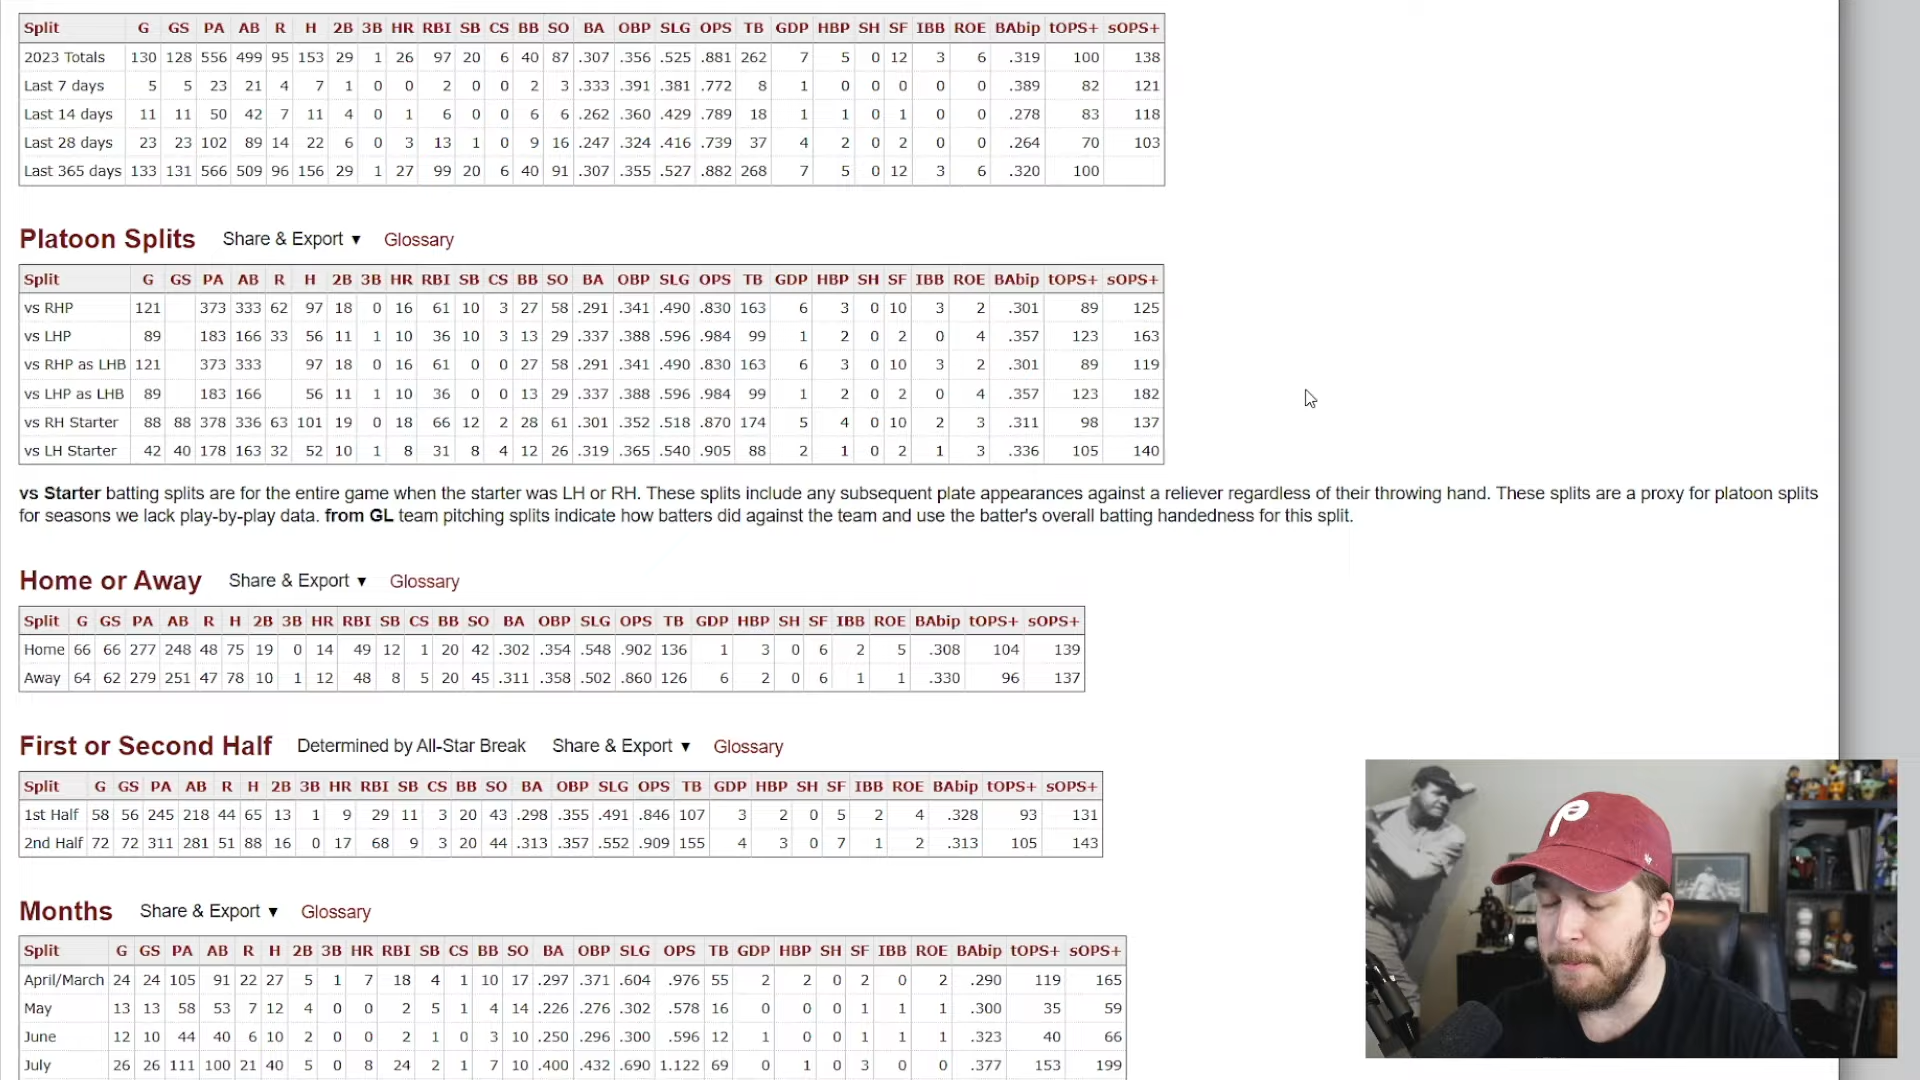 Split G GS PA AB R H 2B 3B HR RBI SB CS BB SO BA OBP SLG OPS TB GDP HBP SH SF IBB ROE BAbip tOPS+ sOPS+
2023 Totals 130 128 556 499 95 153 29 1 26 97 20 6 40 87 .307 .356 .525 .881 262 7 5 0 12 3 6 .319 100 138
Last 7 days 5 5 23 21 4 7 1 0 0 2 0 0 2 3 .333 .391 .381 .772 8 1 0 0 0 0 0 .389 82 121
Last 14 days 11 11 50 42 7 11 4 0 1 6 0 0 6 6 .262 .360 .429 .789 18 1 1 0 1 0 0 .278 83 118
Last 28 days 23 23 102 89 14 22 6 0 3 13 1 0 9 16 .247 .324 .416 .739 37 4 2 0 2 0 0 .264 70 103
Last 365 days 133 131 566 509 96 156 29 1 27 99 20 6 40 91 .307 .355 .527 .882 268 7 5 0 12 3 6 .320 100
Platoon Splits Share & Export ▼ Glossary
Split G GS PA AB R H 2B 3B HR RBI SB CS BB SO BA OBP SLG OPS TB GDP HBP SH SF IBB ROE BAbip tOPS+ sOPS+
vs RHP 121 373 333 62 97 18 0 16 61 10 3 27 58 .291 .341 .490 .830 163 6 3 0 10 3 2 .301 89 125
vs LHP 89 183 166 33 56 11 1 10 36 10 3 13 29 .337 .388 .596 .984 99 1 2 0 2 0 4 .357 123 163
vs RHP as LHB 121 373 333 97 18 0 16 61 0 0 27 58 .291 .341 .490 .830 163 6 3 0 10 3 2 .301 89 119
vs LHP as LHB 89 183 166 56 11 1 10 36 0 0 13 29 .337 .388 .596 .984 99 1 2 0 2 0 4 .357 123 182
vs RH Starter 88 88 378 336 63 101 19 0 18 66 12 2 28 61 .301 .352 .518 .870 174 5 4 0 10 2 3 .311 98 137
vs LH Starter 42 40 178 163 32 52 10 1 8 31 8 4 12 26 .319 .365 .540 .905 88 2 1 0 2 1 3 .336 105 140
vs Starter batting splits are for the entire game when the starter was LH or RH. These splits include any subsequent plate appearances against a reliever regardless of their throwing hand. These splits are a proxy for platoon splits
for seasons we lack play-by-play data. from GL team pitching splits indicate how batters did against the team and use the batter's overall batting handedness for this split.
Home or Away Share & Export ▼ Glossary
Split G GS PA AB R H 2B 3B HR RBI SB CS BB SO BA OBP SLG OPS TB GDP HBP SH SF IBB ROE BAbip tOPS+ sOPS+
Home 66 66 277 248 48 75 19 0 14 49 12 1 20 42 .302 .354 .548 .902 136 1 3 0 6 2 5 .308 104 139
Away 64 62 279 251 47 78 10 1 12 48 8 5 20 45 .311 .358 .502 .860 126 6 2 0 6 1 1 .330 96 137
First or Second Half Determined by All-Star Break Share & Export ▼ Glossary
Split G GS PA AB R H 2B 3B HR RBI SB CS BB SO BA OBP SLG OPS TB GDP HBP SH SF IBB ROE BAbip tOPS+ sOPS+
1st Half 58 56 245 218 44 65 13 1 9 29 11 3 20 43 .298 .355 .491 .846 107 3 2 0 5 2 4 .328 93 131
2nd Half 72 72 311 281 51 88 16 0 17 68 9 3 20 44 .313 .357 .552 .909 155 4 3 0 7 1 2 .313 105 143
Months Share & Export ▼ Glossary
Split G GS PA AB R H 2B 3B HR RBI SB CS BB SO BA OBP SLG OPS TB GDP HBP SH SF IBB ROE BAbip tOPS+ sOPS+
April/March 24 24 105 91 22 27 5 1 7 18 4 1 10 17 .297 .371 .604 .976 55 2 2 0 2 0 2 .290 119 165
May 13 13 58 53 7 12 4 0 0 2 5 1 4 14 .226 .276 .302 .578 16 0 0 0 1 1 1 .300 35 59
June 12 10 44 40 6 10 2 0 0 2 1 0 3 10 .250 .296 .300 .596 12 1 0 0 1 1 1 .323 40 66
July 26 26 111 100 21 40 5 0 8 24 2 1 7 10 .400 .432 .690 1.122 69 0 1 0 3 0 0 .377 153 199
P